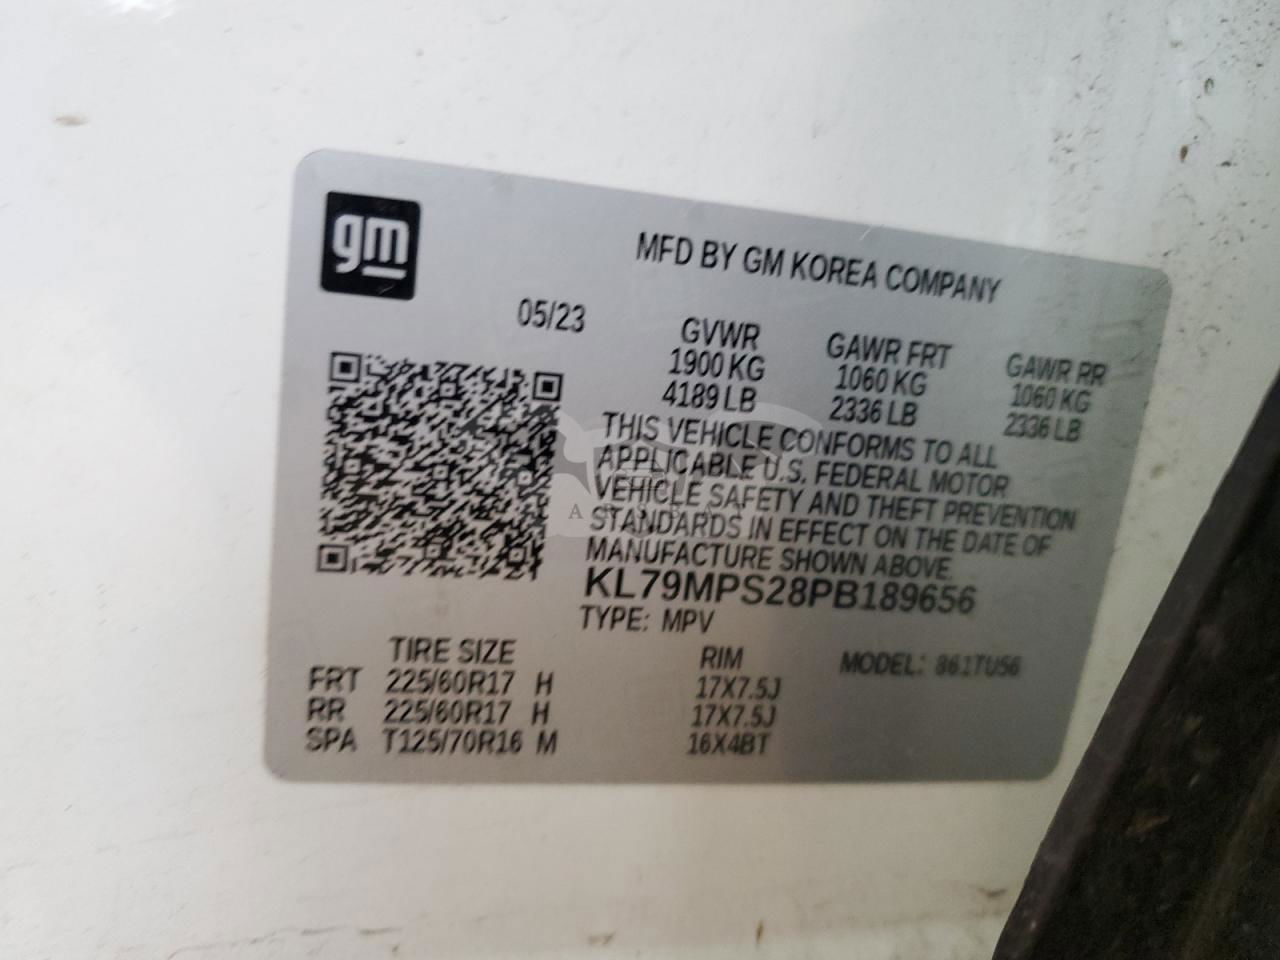 gm
MFD BY GM KOREA COMPANY
05/23
GVWR GAWR FRT GAWR RR
1900 KG 1060 KG 1060 KG
4189 LB 2336 LB 2336 LB
THIS VEHICLE CONFORMS TO ALL
APPLICABLE U.S. FEDERAL MOTOR
VEHICLE SAFETY AND THEFT PREVENTION
STANDARDS IN EFFECT ON THE DATE OF
MANUFACTURE SHOWN ABOVE.
KL79MPS28PB189656
TYPE: MPV
TIRE SIZE RIM MODEL: 861TU56
FRT 225/60R17 H 17X7.5J
RR 225/60R17 H 17X7.5J
SPA T125/70R16 M 16X4BT